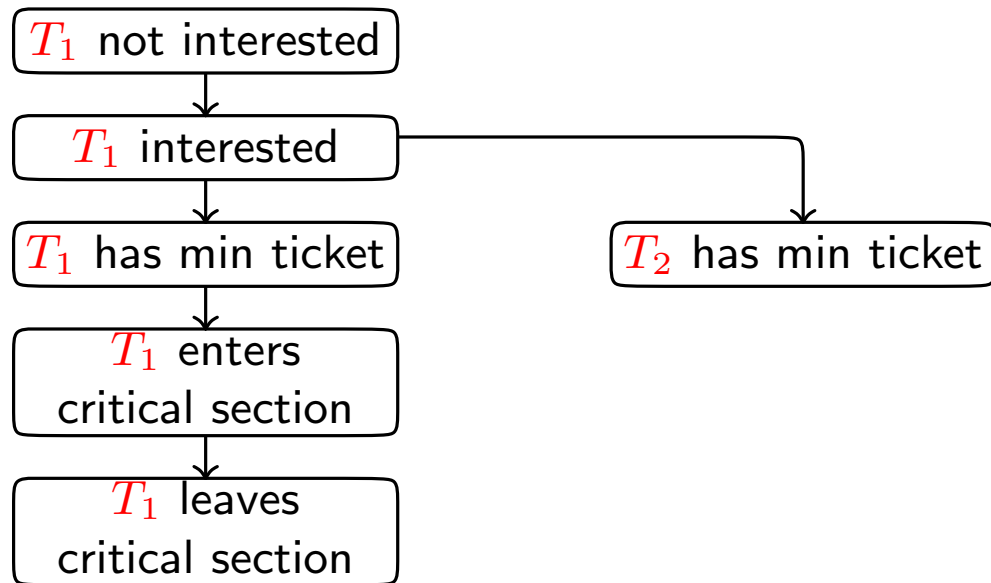 T₁ not interested
T₁ interested
T₁ has min ticket
T₂ has min ticket
T₁ enters
critical section
T₁ leaves
critical section